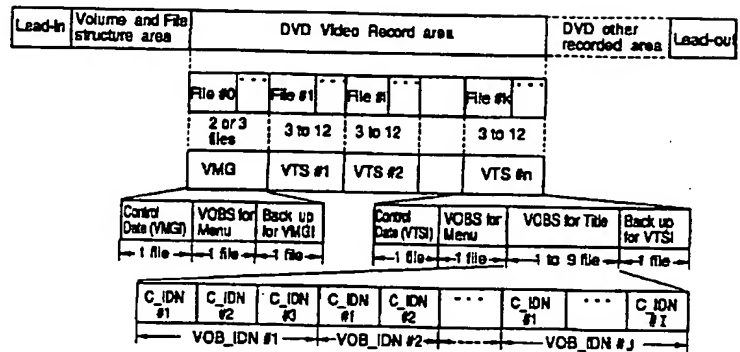 Lead-in
Volume and File
structure area
DVD Video Record area
DVD other
recorded area
Lead-out
File #0 ... File #1 ... File #i ... File #k ...
2 or 3
files
3 to 12
3 to 12
3 to 12
VMG
VTS #1
VTS #2
VTS #n
Control
Data (VMGI)
VOBS for
Menu
Back up
for VMGI
Control
Data (VTSI)
VOBS for
Menu
VOBS for Title
Back up
for VTSI
1 file
1 file
1 file
1 file
1 file
1 to 9 file
1 file
C_IDN
#1
C_IDN
#2
C_IDN
#3
C_IDN
#1
C_IDN
#2
...
C_IDN
#1
...
C_IDN
#I
VOB_IDN #1
VOB_IDN #2
VOB_IDN #J